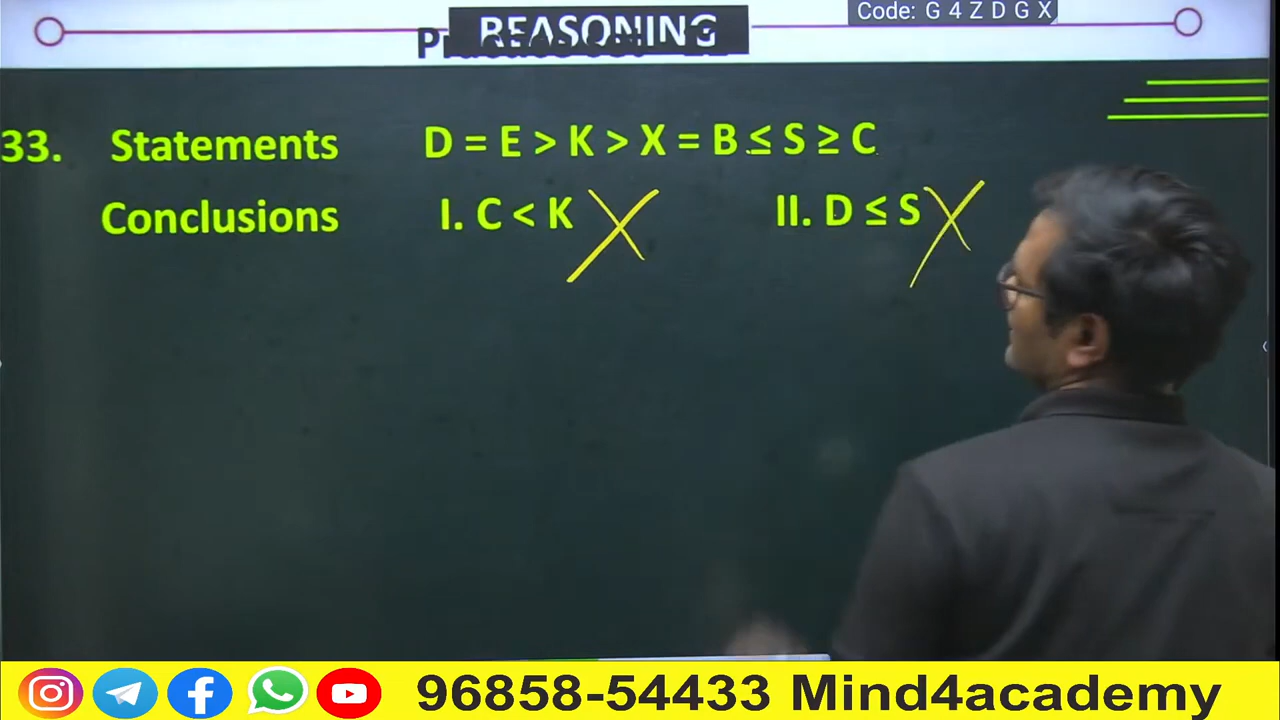 Code: G 4 Z D G X
REASONING
33. Statements D = E > K > X = B ≤ S ≥ C
Conclusions I. C < K II. D ≤ S
96858-54433 Mind4academy